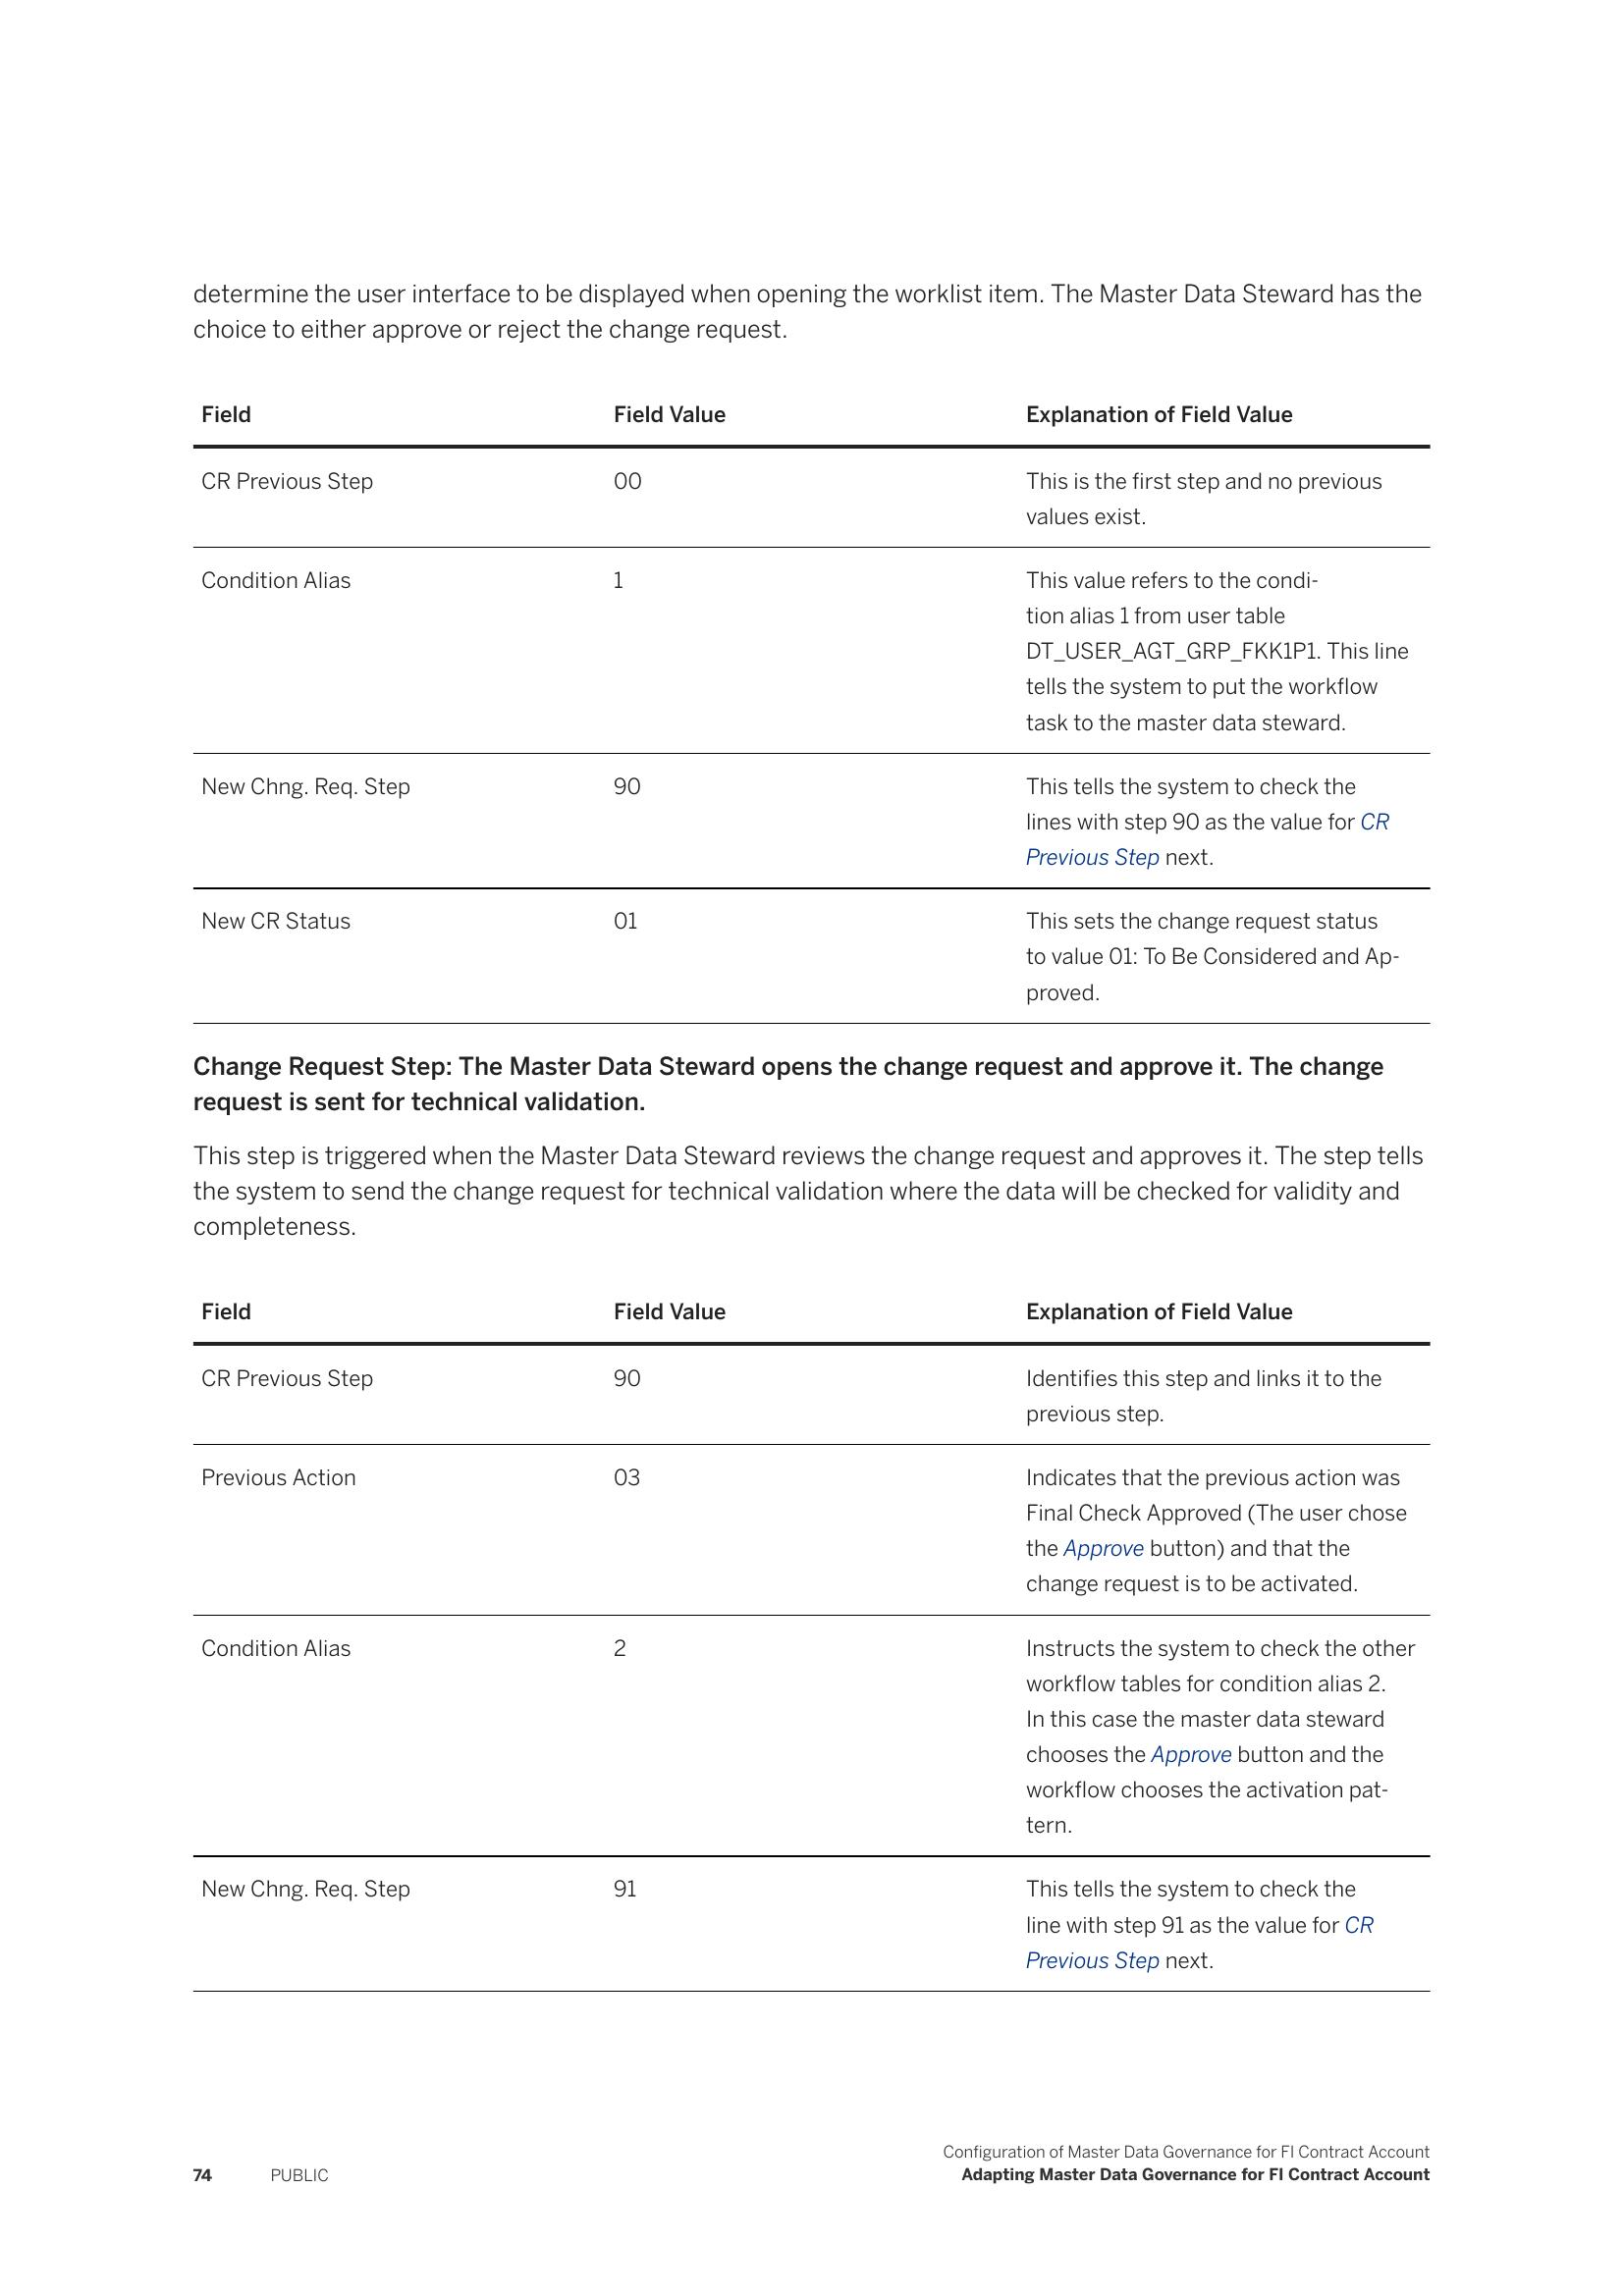 determine the user interface to be displayed when opening the worklist item. The Master Data Steward has the
choice to either approve or reject the change request.
Field Field Value Explanation of Field Value
CR Previous Step 00 This is the first step and no previous
values exist.
Condition Alias 1 This value refers to the condi-
tion alias 1 from user table
DT_USER_AGT_GRP_FKK1P1. This line
tells the system to put the workflow
task to the master data steward.
New Chng. Req. Step 90 This tells the system to check the
lines with step 90 as the value for CR
Previous Step next.
New CR Status 01 This sets the change request status
to value 01: To Be Considered and Ap-
proved.
Change Request Step: The Master Data Steward opens the change request and approve it. The change
request is sent for technical validation.
This step is triggered when the Master Data Steward reviews the change request and approves it. The step tells
the system to send the change request for technical validation where the data will be checked for validity and
completeness.
Field Field Value Explanation of Field Value
CR Previous Step 90 Identifies this step and links it to the
previous step.
Previous Action 03 Indicates that the previous action was
Final Check Approved (The user chose
the Approve button) and that the
change request is to be activated.
Condition Alias 2 Instructs the system to check the other
workflow tables for condition alias 2.
In this case the master data steward
chooses the Approve button and the
workflow chooses the activation pat-
tern.
New Chng. Req. Step 91 This tells the system to check the
line with step 91 as the value for CR
Previous Step next.
Configuration of Master Data Governance for FI Contract Account
74 PUBLIC Adapting Master Data Governance for FI Contract Account